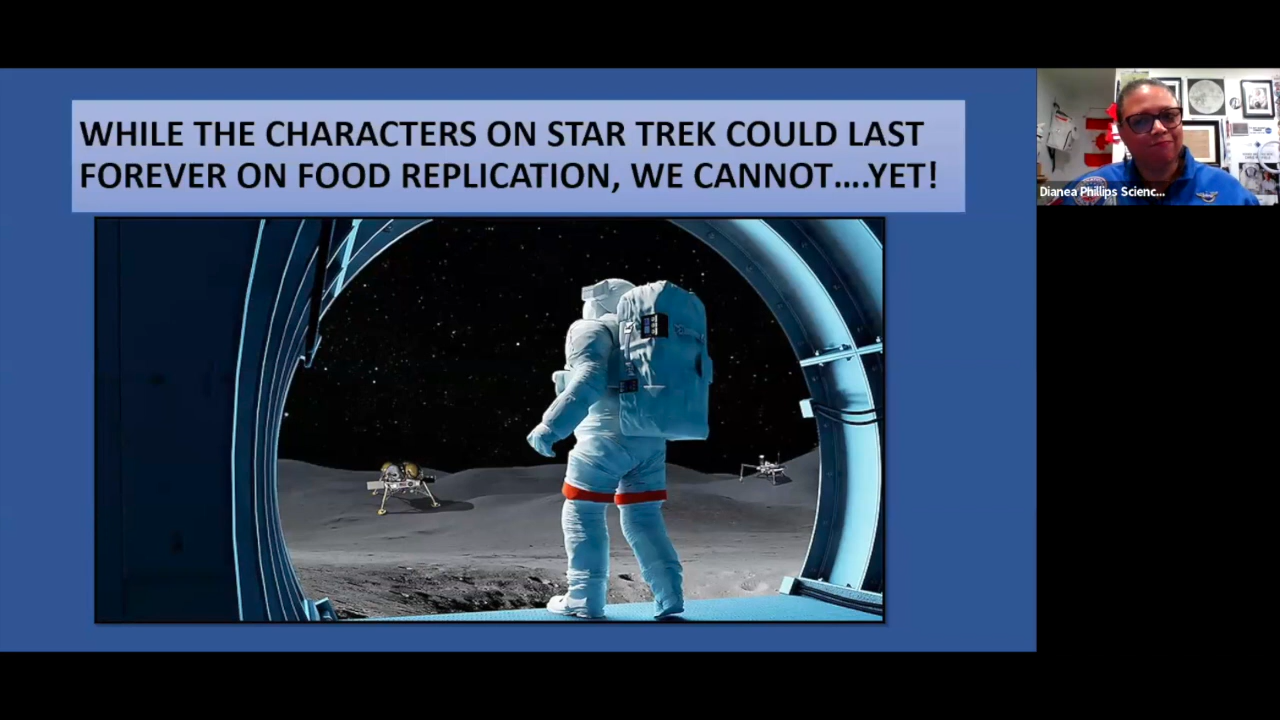 WHILE THE CHARACTERS ON STAR TREK COULD LAST
FOREVER ON FOOD REPLICATION, WE CANNOT....YET!
Dianea Phillips Scienc...